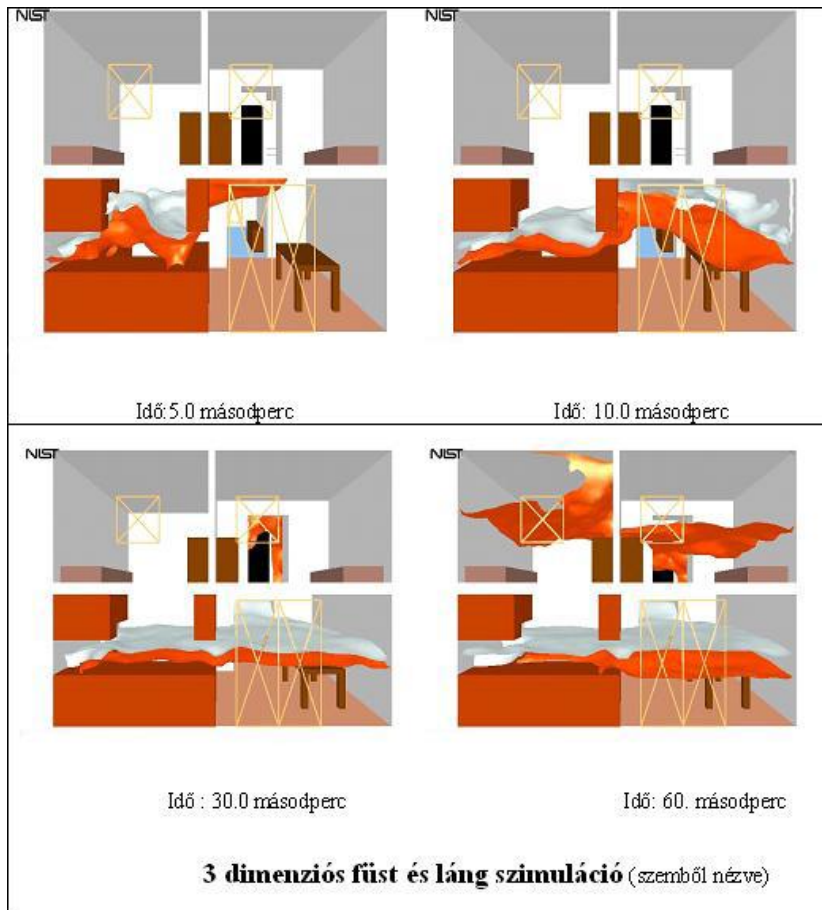 NIST
NIST
Idő:5.0 másodperc
Idő: 10.0 másodperc
NIST
NIST
Idő : 30.0 másodperc
Idő: 60. másodperc
3 dimenziós füst és láng szimuláció (szemből nézve)